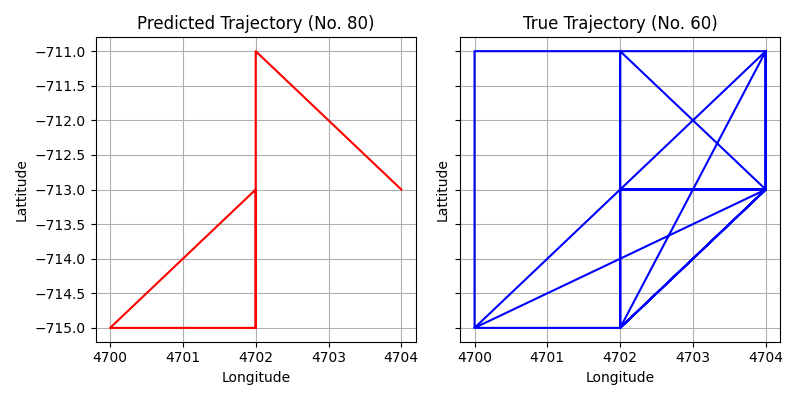 Predicted Trajectory (No. 80)
−711.0
−711.5
−712.0
−712.5
−713.0
−713.5
−714.0
−714.5
−715.0
Lattitude
4700 4701 4702 4703 4704
Longitude
True Trajectory (No. 60)
Lattitude
4700 4701 4702 4703 4704
Longitude